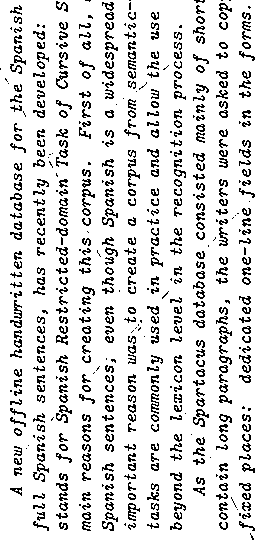 A new offline handwritten database for the Spanish
full Spanish sentences, has recently been developed:
stands for Spanish Restricted-domain Task of Cursive S
main reasons for creating this corpus. First of all,
Spanish sentences, even though Spanish is a widespread
important reason was to create a corpus from semantic-
tasks are commonly used in practice and allow the use
beyond the lexicon level in the recognition process.
As the Spartacus database consisted mainly of short
contain long paragraphs, the writers were asked to copy
fixed places: dedicated one-line fields in the forms.